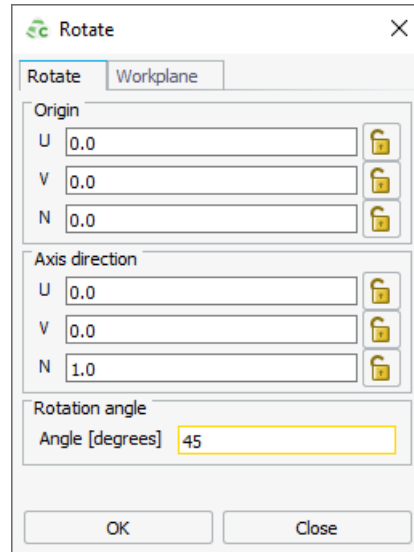 Rotate
Rotate Workplane
Origin
U 0.0
V 0.0
N 0.0
Axis direction
U 0.0
V 0.0
N 1.0
Rotation angle
Angle [degrees] 45
OK Close